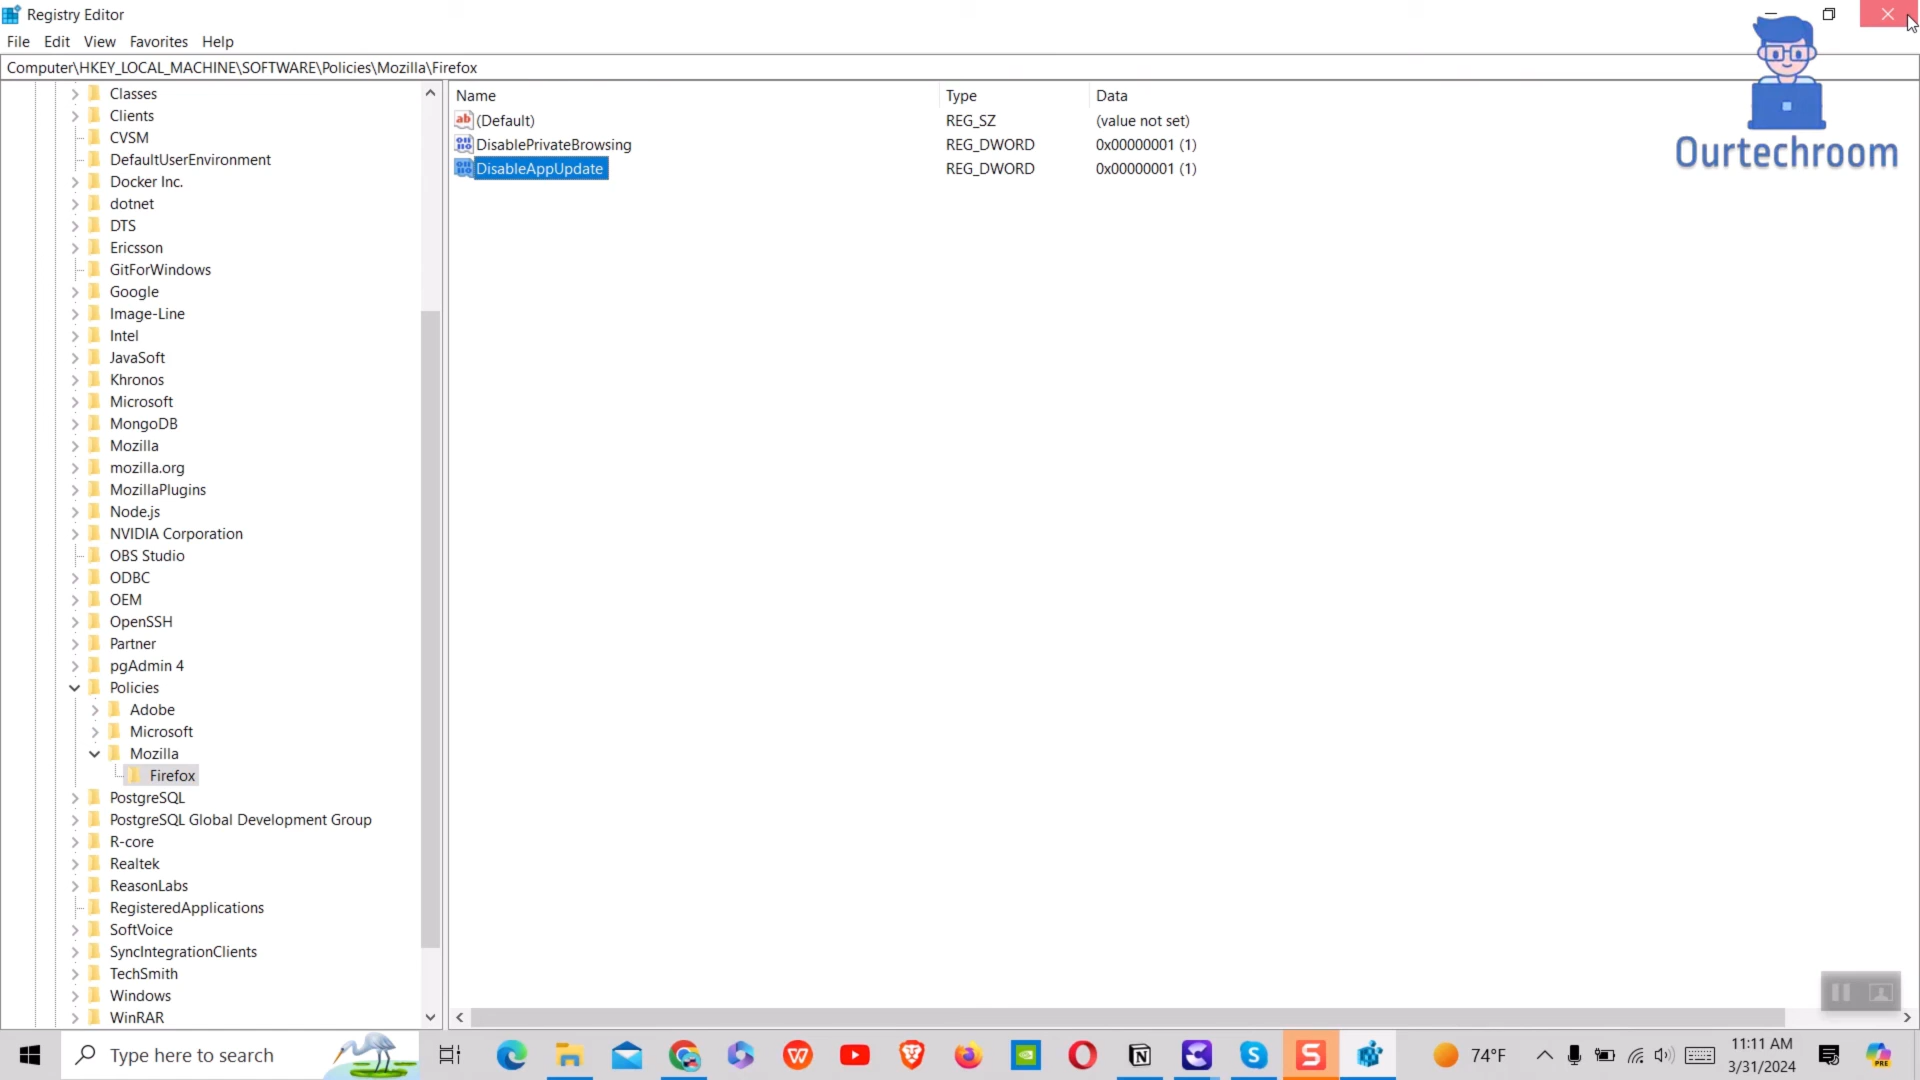 Registry Editor
File Edit View Favorites Help
Computer\HKEY_LOCAL_MACHINE\SOFTWARE\Policies\Mozilla\Firefox
Classes
Clients
CVSM
DefaultUserEnvironment
Docker Inc.
dotnet
DTS
Ericsson
GitForWindows
Google
Image-Line
Intel
JavaSoft
Khronos
Microsoft
MongoDB
Mozilla
mozilla.org
MozillaPlugins
Node.js
NVIDIA Corporation
OBS Studio
ODBC
OEM
OpenSSH
Partner
pgAdmin 4
Policies
Adobe
Microsoft
Mozilla
Firefox
PostgreSQL
PostgreSQL Global Development Group
R-core
Realtek
ReasonLabs
RegisteredApplications
SoftVoice
SyncIntegrationClients
TechSmith
Windows
WinRAR
Name Type Data
(Default) REG_SZ (value not set)
DisablePrivateBrowsing REG_DWORD 0x00000001 (1)
DisableAppUpdate REG_DWORD 0x00000001 (1)
Ourtechroom
Type here to search
74°F
11:11 AM
3/31/2024